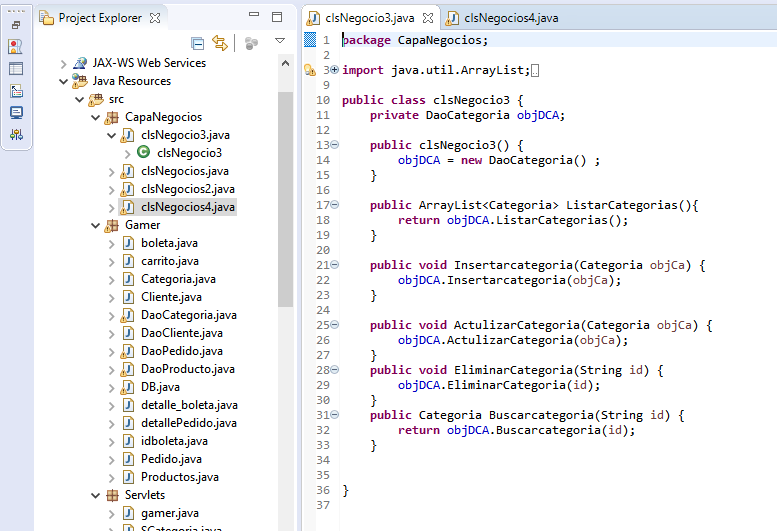 Project Explorer
JAX-WS Web Services
Java Resources
src
CapaNegocios
clsNegocio3.java
clsNegocio3
clsNegocios.java
clsNegocios2.java
clsNegocios4.java
Gamer
boleta.java
carrito.java
Categoria.java
Cliente.java
DaoCategoria.java
DaoCliente.java
DaoPedido.java
DaoProducto.java
DB.java
detalle_boleta.java
detallePedido.java
idboleta.java
Pedido.java
Productos.java
Servlets
gamer.java
SCategoria.java
clsNegocio3.java
clsNegocios4.java
1 package CapaNegocios;
2
3 import java.util.ArrayList;
9
10 public class clsNegocio3 {
11 private DaoCategoria objDCA;
12
13 public clsNegocio3() {
14 objDCA = new DaoCategoria() ;
15 }
16
17 public ArrayList<Categoria> ListarCategorias(){
18 return objDCA.ListarCategorias();
19 }
20
21 public void Insertarcategoria(Categoria objCa) {
22 objDCA.Insertarcategoria(objCa);
23 }
24
25 public void ActulizarCategoria(Categoria objCa) {
26 objDCA.ActulizarCategoria(objCa);
27 }
28 public void EliminarCategoria(String id) {
29 objDCA.EliminarCategoria(id);
30 }
31 public Categoria Buscarcategoria(String id) {
32 return objDCA.Buscarcategoria(id);
33 }
34
35
36 }
37